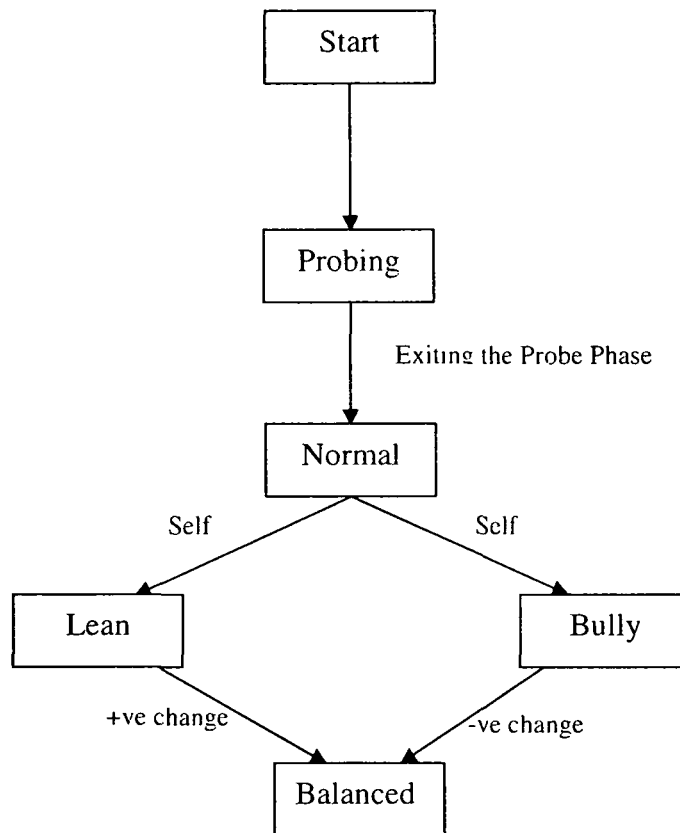 Start
Probing
Exiting the Probe Phase
Normal
Self
Self
Lean
Bully
+ve change
-ve change
Balanced